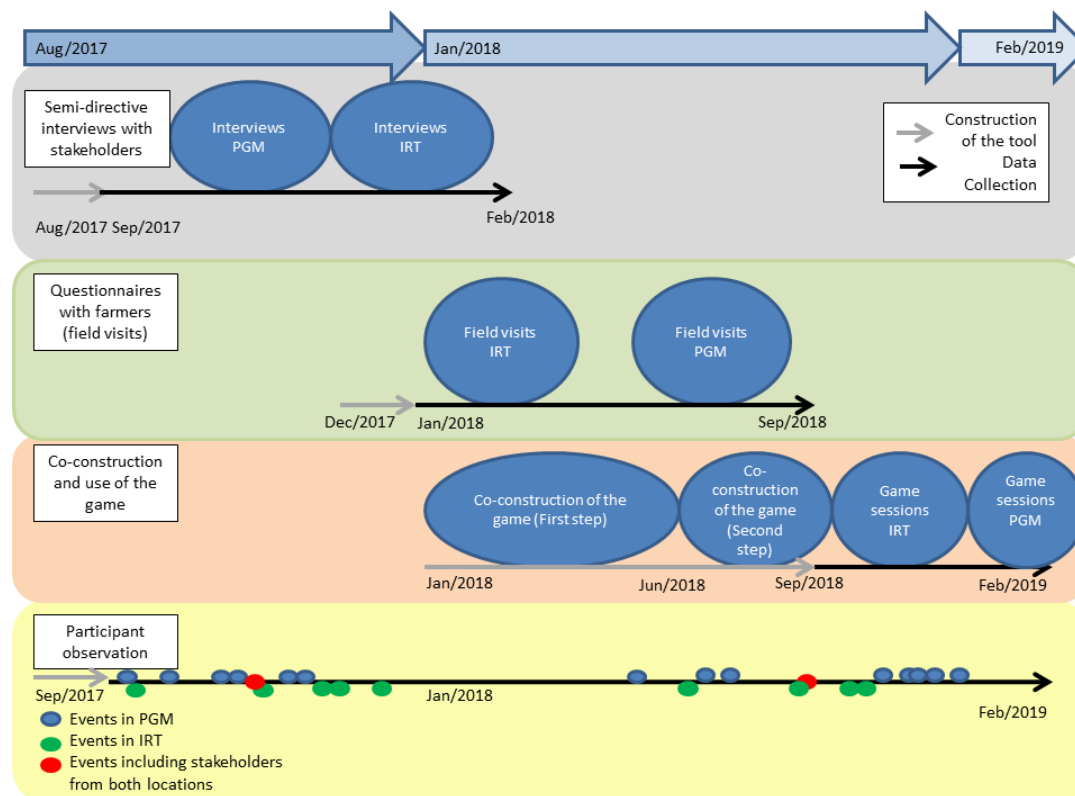 Aug/2017
Jan/2018
Feb/2019
Semi-directive
interviews with
stakeholders
Interviews
PGM
Interviews
IRT
Construction
of the tool
Data
Collection
Aug/2017 Sep/2017
Feb/2018
Questionnaires
with farmers
(field visits)
Field visits
IRT
Field visits
PGM
Dec/2017
Jan/2018
Sep/2018
Co-construction
and use of the
game
Co-construction of the
game (First step)
Co-
construction
of the game
(Second
step)
Game
sessions
IRT
Game
sessions
PGM
Jan/2018
Jun/2018
Sep/2018
Feb/2019
Participant
observation
Sep/2017
Jan/2018
Feb/2019
Events in PGM
Events in IRT
Events including stakeholders
from both locations